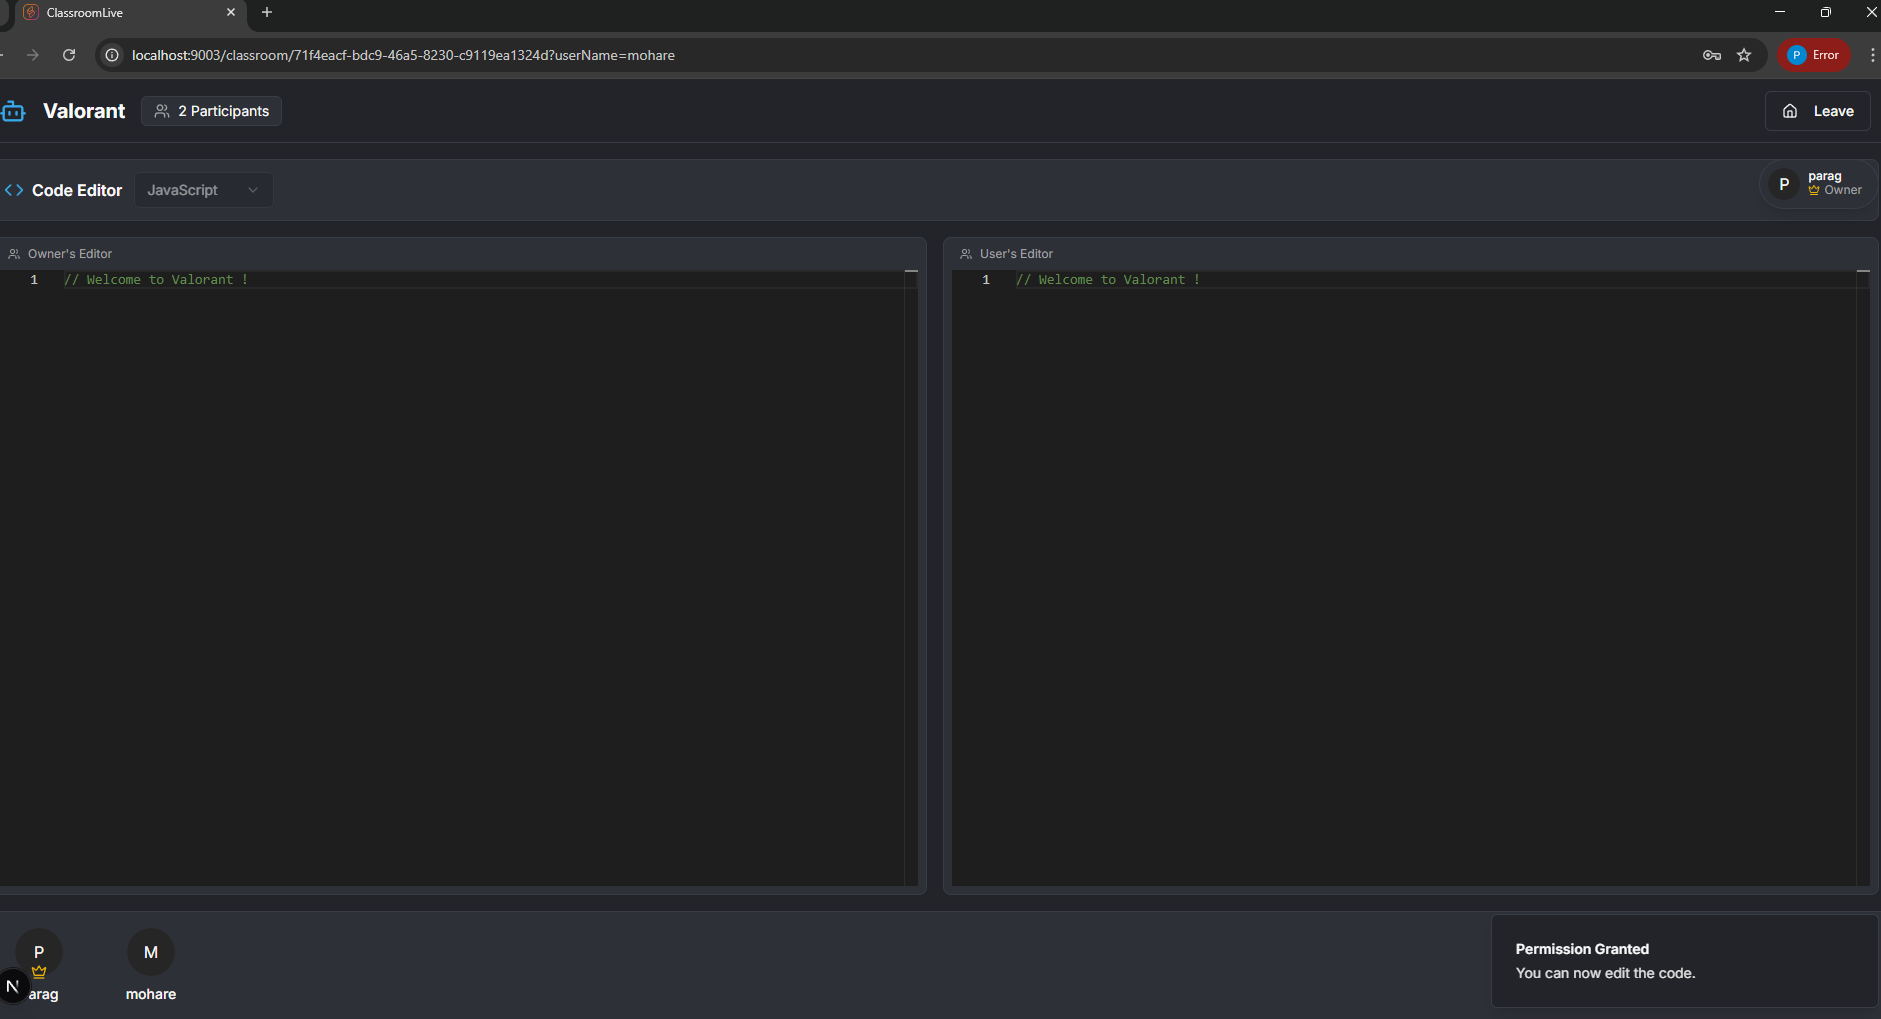 ClassroomLive
localhost:9003/classroom/71f4eacf-bdc9-46a5-8230-c9119ea1324d?userName=mohare
P Error
Valorant
2 Participants
Leave
Code Editor
JavaScript
P
parag
Owner
Owner's Editor
1 // Welcome to Valorant !
User's Editor
1 // Welcome to Valorant !
P
arag
M
mohare
N
Permission Granted
You can now edit the code.